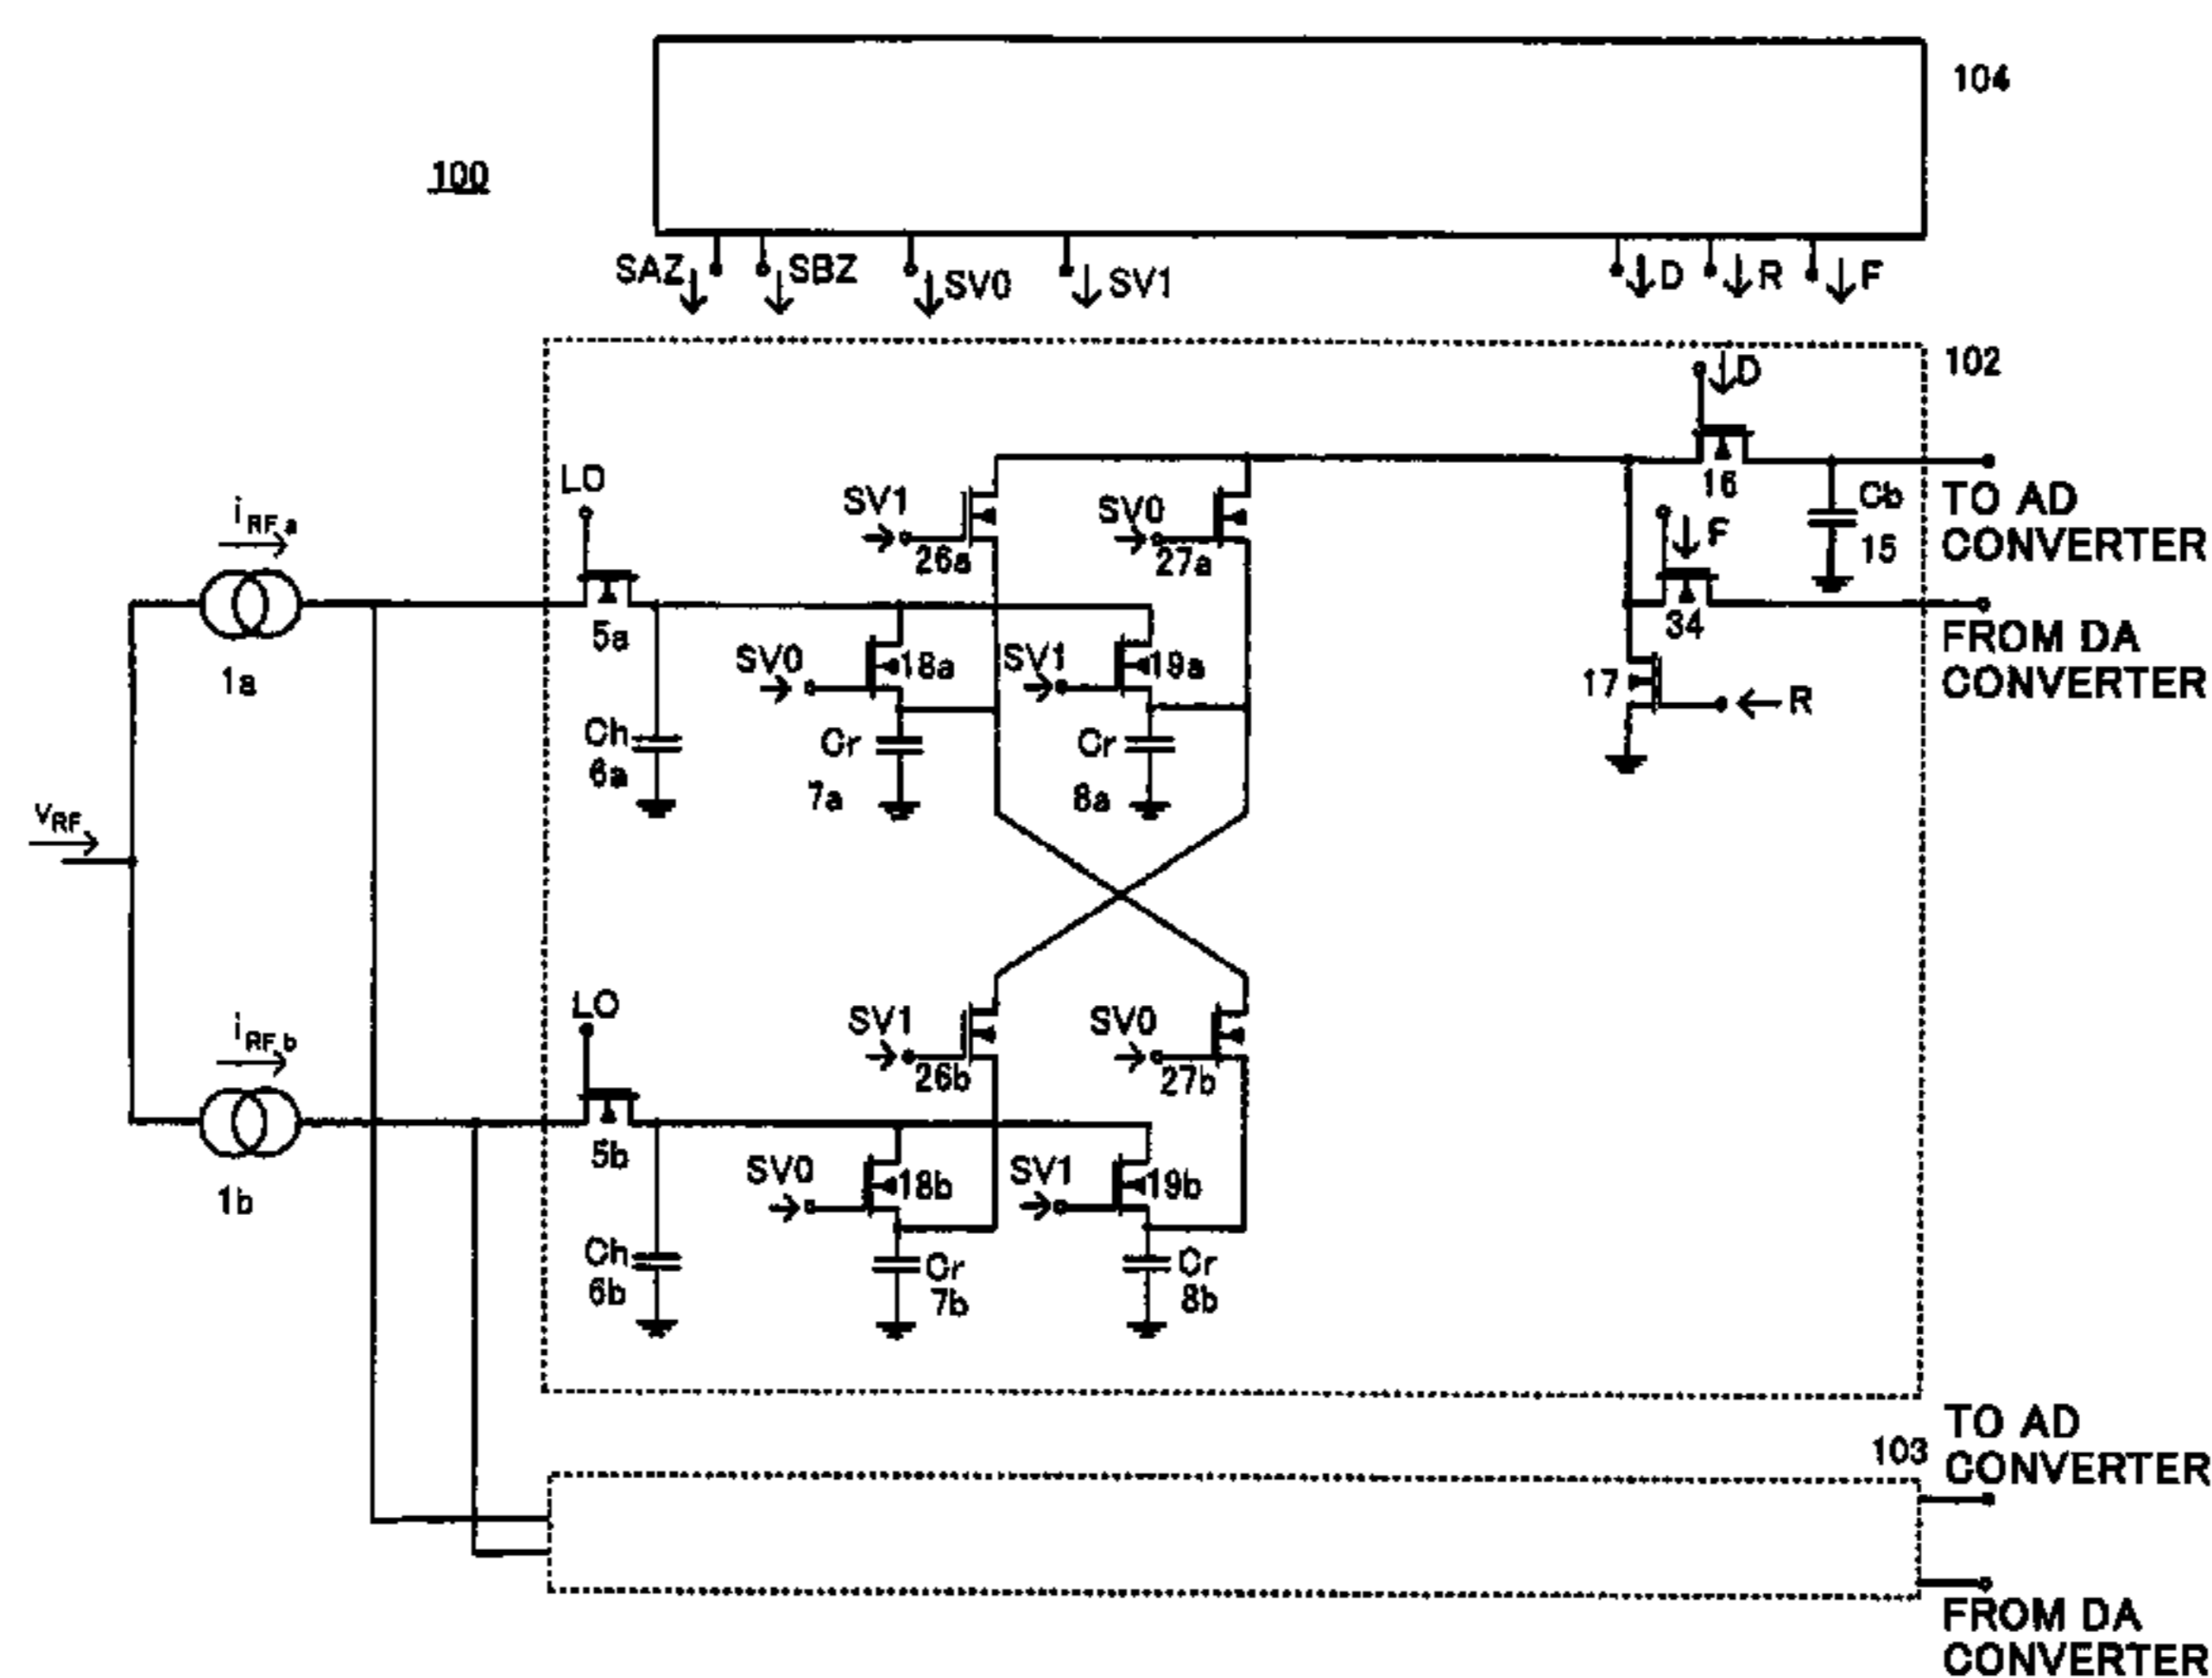 104
100
SAZ
SBZ
SV0
SV1
D
R
F
102
D
LO
SV1
SV0
16
Cb
TO AD
CONVERTER
i RF a
26a
27a
F
15
5a
34
FROM DA
CONVERTER
1a
SV0
18a
SV1
19a
17
R
Ch
6a
Cr
7a
Cr
8a
VRF
LO
i RF b
SV1
SV0
26b
27b
5b
1b
SV0
18b
SV1
19b
Ch
6b
Cr
7b
Cr
8b
103
TO AD
CONVERTER
FROM DA
CONVERTER